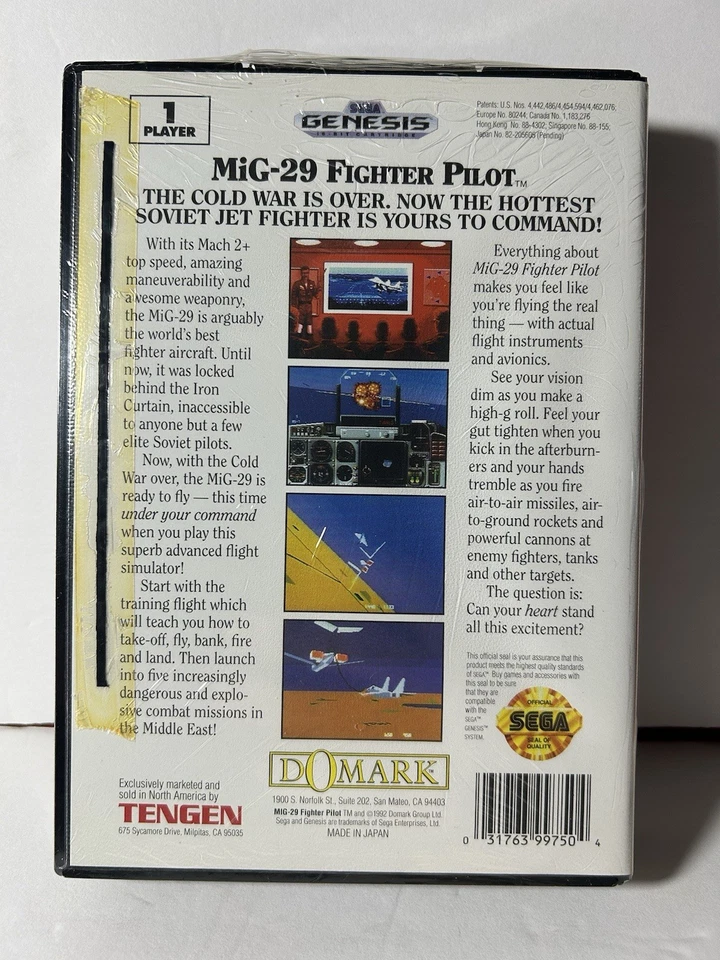 1
PLAYER
SEGA
GENESIS
16-BIT CARTRIDGE
Patents: U.S. Nos. 4,442,486/4,454,594/4,462,076,
Europe No. 80244; Canada No. 1,183,276
Hong Kong No. 88-4302; Singapore No. 88-155;
Japan No. 82-205605 (Pending)
MiG-29 FIGHTER PILOT™
THE COLD WAR IS OVER. NOW THE HOTTEST
SOVIET JET FIGHTER IS YOURS TO COMMAND!
With its Mach 2+
top speed, amazing
maneuverability and
awesome weaponry,
the MiG-29 is arguably
the world's best
fighter aircraft. Until
now, it was locked
behind the Iron
Curtain, inaccessible
to anyone but a few
elite Soviet pilots.
Now, with the Cold
War over, the MiG-29 is
ready to fly — this time
under your command
when you play this
superb advanced flight
simulator!
Start with the
training flight which
will teach you how to
take-off, fly, bank, fire
and land. Then launch
into five increasingly
dangerous and explo-
sive combat missions in
the Middle East!
Everything about
MiG-29 Fighter Pilot
makes you feel like
you're flying the real
thing — with actual
flight instruments
and avionics.
See your vision
dim as you make a
high-g roll. Feel your
gut tighten when you
kick in the afterburn-
ers and your hands
tremble as you fire
air-to-air missiles, air-
to-ground rockets and
powerful cannons at
enemy fighters, tanks
and other targets.
The question is:
Can your heart stand
all this excitement?
This official seal is your assurance that this
product meets the highest quality standards
of SEGA™. Buy games and accessories with
this seal to be sure
that they are
compatible
with the
SEGA™
GENESIS™
SYSTEM.
OFFICIAL
SEGA
SEAL OF
QUALITY
Exclusively marketed and
sold in North America by
TENGEN
675 Sycamore Drive, Milpitas, CA 95035
DOMARK
1900 S. Norfolk St., Suite 202, San Mateo, CA 94403
MIG-29 Fighter Pilot TM and ©1992 Domark Group Ltd.
Sega and Genesis are trademarks of Sega Enterprises, Ltd.
MADE IN JAPAN
0 31763 99750 4